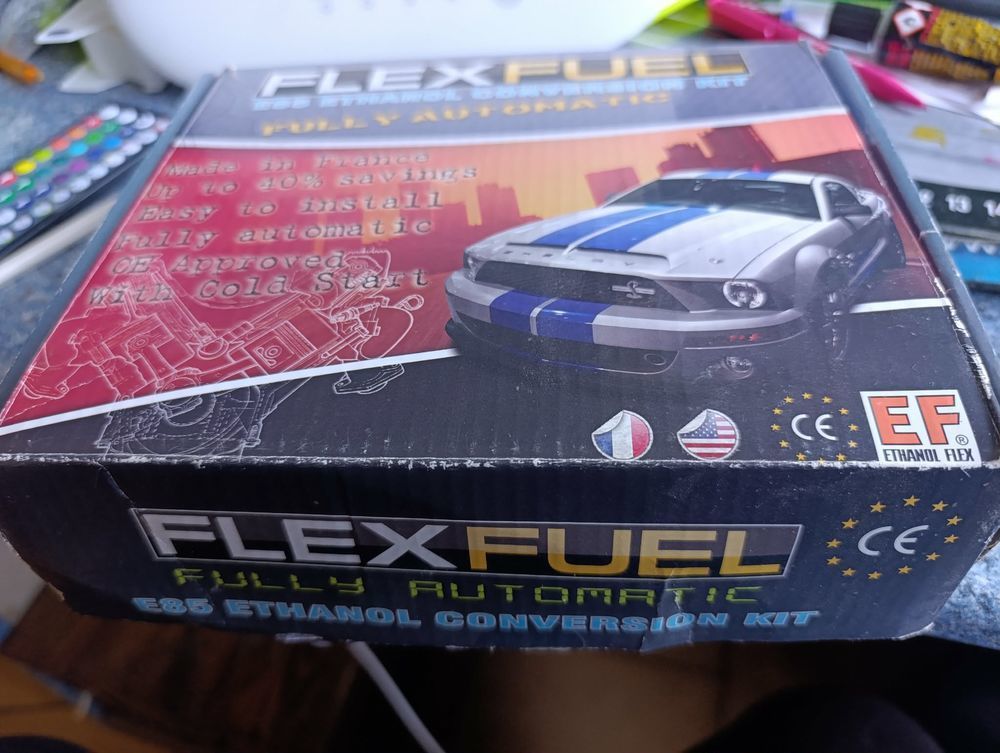 FLEXFUEL
E85 ETHANOL CONVERSION KIT
FULLY AUTOMATIC
Made in France
Up to 40% savings
Easy to install
Fully automatic
OE Approved
With Cold Start
CE
EF®
ETHANOL FLEX
FLEXFUEL
FULLY AUTOMATIC
E85 ETHANOL CONVERSION KIT
CE
13